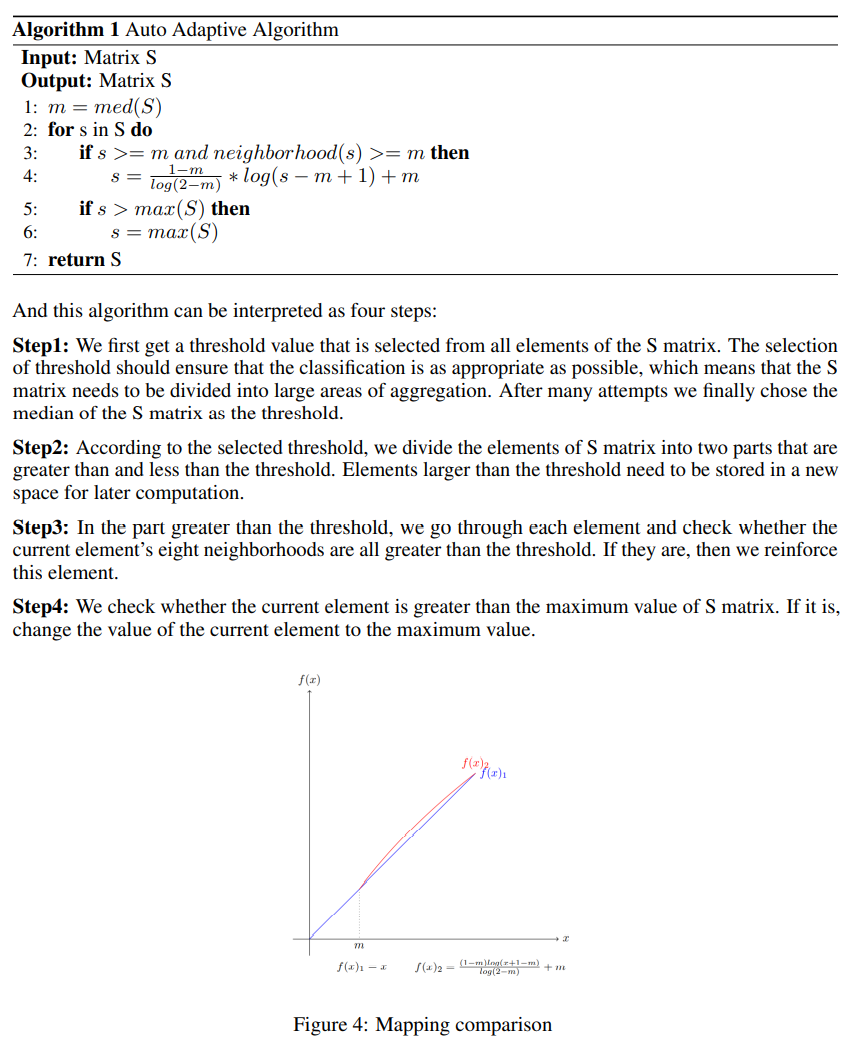 Algorithm 1 Auto Adaptive Algorithm
Input: Matrix S
Output: Matrix S
1: m = med(S)
2: for s in S do
3: if s >= m and neighborhood(s) >= m then
4: s = \frac{1-m}{log(2-m)} * log(s − m + 1) + m
5: if s > max(S) then
6: s = max(S)
7: return S
And this algorithm can be interpreted as four steps:
Step1: We first get a threshold value that is selected from all elements of the S matrix. The selection
of threshold should ensure that the classification is as appropriate as possible, which means that the S
matrix needs to be divided into large areas of aggregation. After many attempts we finally chose the
median of the S matrix as the threshold.
Step2: According to the selected threshold, we divide the elements of S matrix into two parts that are
greater than and less than the threshold. Elements larger than the threshold need to be stored in a new
space for later computation.
Step3: In the part greater than the threshold, we go through each element and check whether the
current element's eight neighborhoods are all greater than the threshold. If they are, then we reinforce
this element.
Step4: We check whether the current element is greater than the maximum value of S matrix. If it is,
change the value of the current element to the maximum value.
f(x)
f(x)₂
f(x)₁
x
m
f(x)₁ − x f(x)₂ = \frac{(1−m)log(x+1−m)}{log(2−m)} + m
Figure 4: Mapping comparison